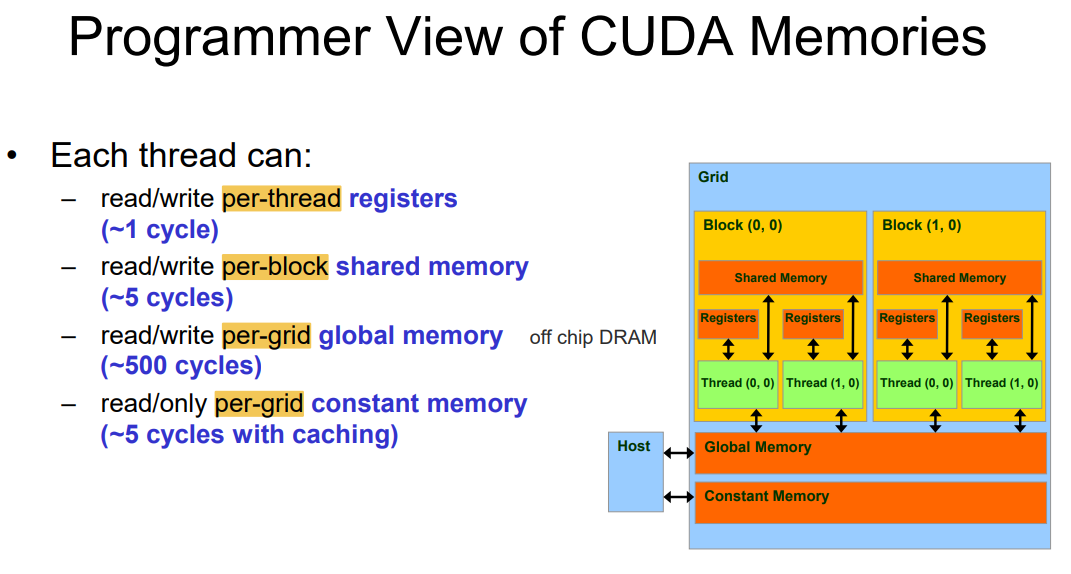 Programmer View of CUDA Memories
• Each thread can:
– read/write per-thread registers
(~1 cycle)
– read/write per-block shared memory
(~5 cycles)
– read/write per-grid global memory off chip DRAM
(~500 cycles)
– read/only per-grid constant memory
(~5 cycles with caching)
Grid
Block (0, 0)
Block (1, 0)
Shared Memory
Shared Memory
Registers
Registers
Registers
Registers
Thread (0, 0)
Thread (1, 0)
Thread (0, 0)
Thread (1, 0)
Host
Global Memory
Constant Memory